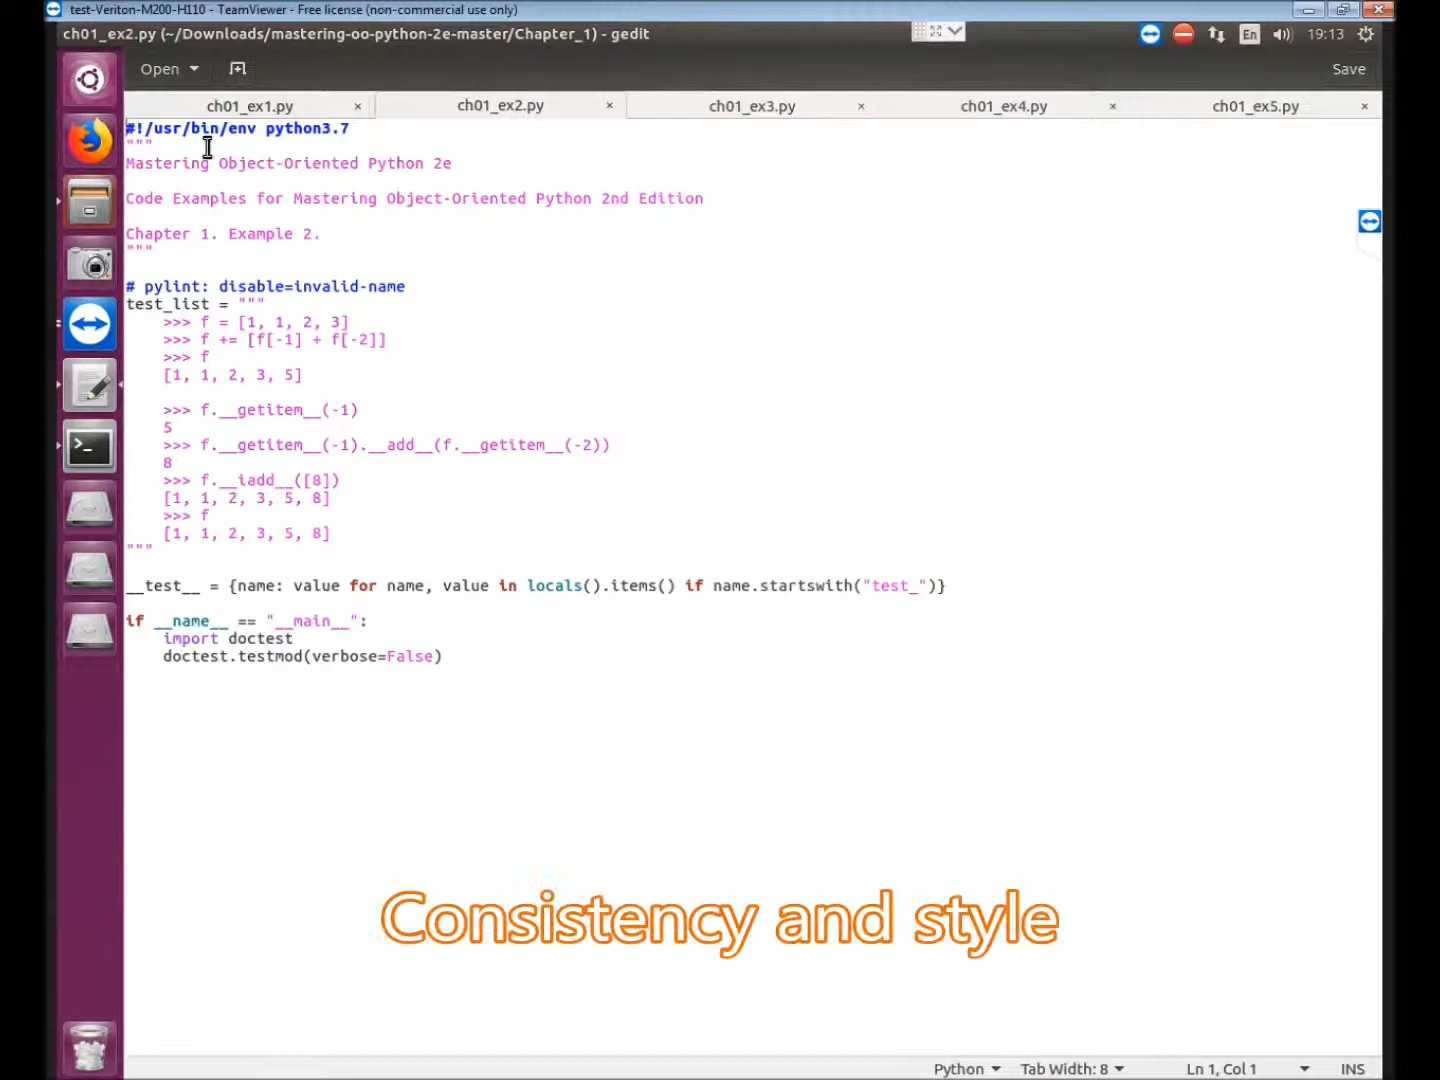 test-Veriton-M200-H110 - TeamViewer - Free license (non-commercial use only)
ch01_ex2.py (~/Downloads/mastering-oo-python-2e-master/Chapter_1) - gedit
En
19:13
Open
Save
ch01_ex1.py
ch01_ex2.py
ch01_ex3.py
ch01_ex4.py
ch01_ex5.py
#!/usr/bin/env python3.7
"""
Mastering Object-Oriented Python 2e
Code Examples for Mastering Object-Oriented Python 2nd Edition
Chapter 1. Example 2.
"""
# pylint: disable=invalid-name
test_list = """
>>> f = [1, 1, 2, 3]
>>> f += [f[-1] + f[-2]]
>>> f
[1, 1, 2, 3, 5]
>>> f.__getitem__(-1)
5
>>> f.__getitem__(-1).__add__(f.__getitem__(-2))
8
>>> f.__iadd__([8])
[1, 1, 2, 3, 5, 8]
>>> f
[1, 1, 2, 3, 5, 8]
"""
__test__ = {name: value for name, value in locals().items() if name.startswith("test_")}
if __name__ == "__main__":
import doctest
doctest.testmod(verbose=False)
Consistency and style
Python
Tab Width: 8
Ln 1, Col 1
INS